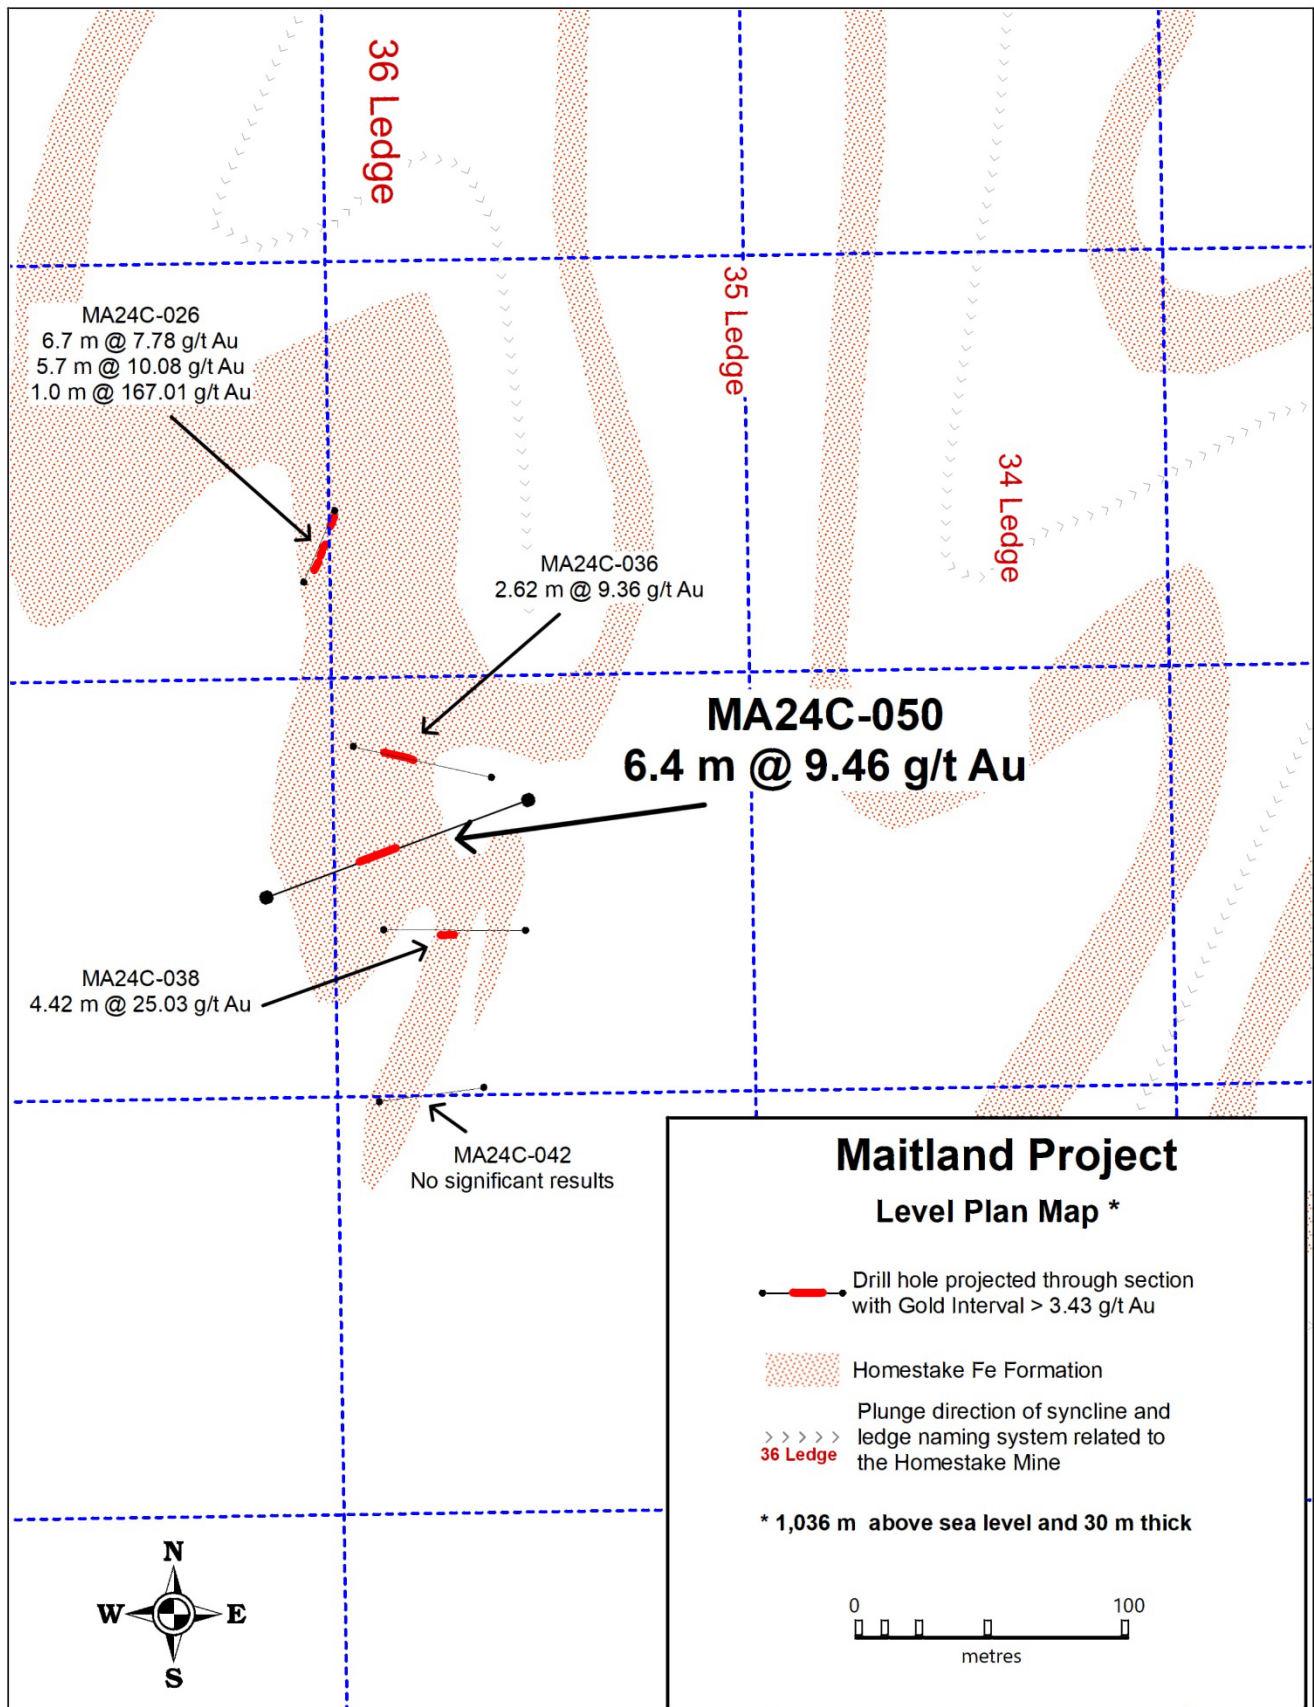 36 Ledge
35 Ledge
34 Ledge
MA24C-026
6.7 m @ 7.78 g/t Au
5.7 m @ 10.08 g/t Au
1.0 m @ 167.01 g/t Au
MA24C-036
2.62 m @ 9.36 g/t Au
MA24C-050
6.4 m @ 9.46 g/t Au
MA24C-038
4.42 m @ 25.03 g/t Au
MA24C-042
No significant results
Maitland Project
Level Plan Map *
Drill hole projected through section
with Gold Interval > 3.43 g/t Au
Homestake Fe Formation
Plunge direction of syncline and
ledge naming system related to
the Homestake Mine
36 Ledge
* 1,036 m above sea level and 30 m thick
0 100
metres
N
W E
S